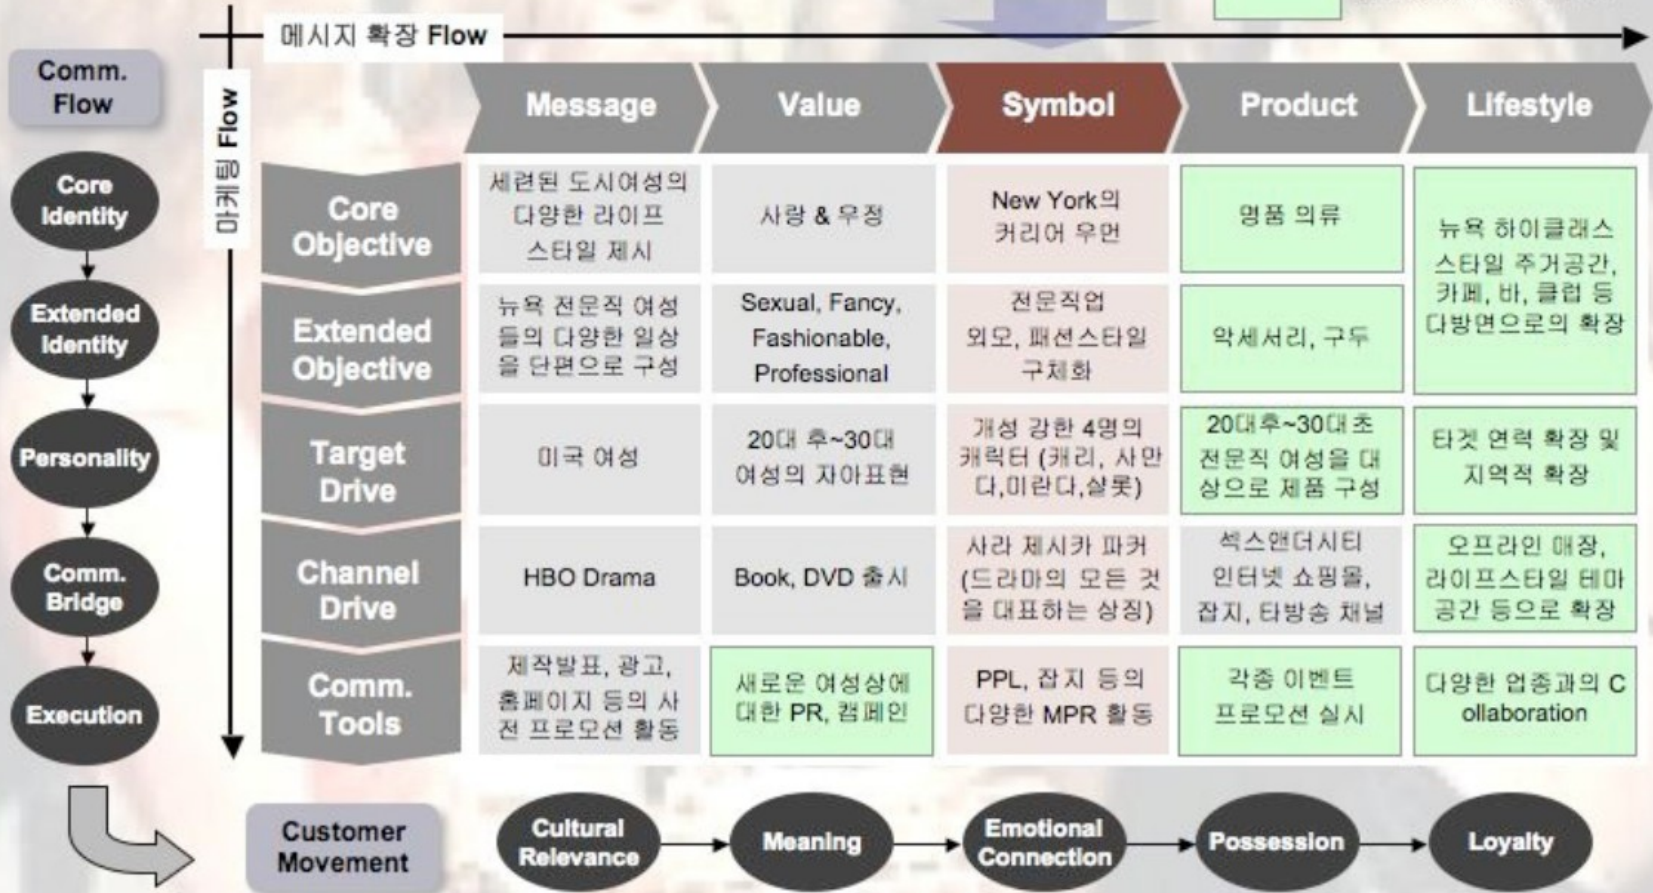 메시지 확장 Flow
Comm.
Flow
마케팅 Flow
Message
Value
Symbol
Product
Lifestyle
Core
Identity
Extended
Identity
Personality
Comm.
Bridge
Execution
Core
Objective
세련된 도시여성의
다양한 라이프
스타일 제시
사랑 & 우정
New York의
커리어 우먼
명품 의류
뉴욕 하이클래스
스타일 주거공간,
카페, 바, 클럽 등
다방면으로의 확장
Extended
Objective
뉴욕 전문직 여성
들의 다양한 일상
을 단편으로 구성
Sexual, Fancy,
Fashionable,
Professional
전문직업
외모, 패션스타일
구체화
악세서리, 구두
Target
Drive
미국 여성
20대 후~30대
여성의 자아표현
개성 강한 4명의
캐릭터 (캐리, 사만
다,미란다,샬롯)
20대후~30대초
전문직 여성을 대
상으로 제품 구성
타겟 연력 확장 및
지역적 확장
Channel
Drive
HBO Drama
Book, DVD 출시
사라 제시카 파커
(드라마의 모든 것
을 대표하는 상징)
섹스앤더시티
인터넷 쇼핑몰,
잡지, 타방송 채널
오프라인 매장,
라이프스타일 테마
공간 등으로 확장
Comm.
Tools
제작발표, 광고,
홈페이지 등의 사
전 프로모션 활동
새로운 여성상에
대한 PR, 캠페인
PPL, 잡지 등의
다양한 MPR 활동
각종 이벤트
프로모션 실시
다양한 업종과의 C
ollaboration
Customer
Movement
Cultural
Relevance
Meaning
Emotional
Connection
Possession
Loyalty